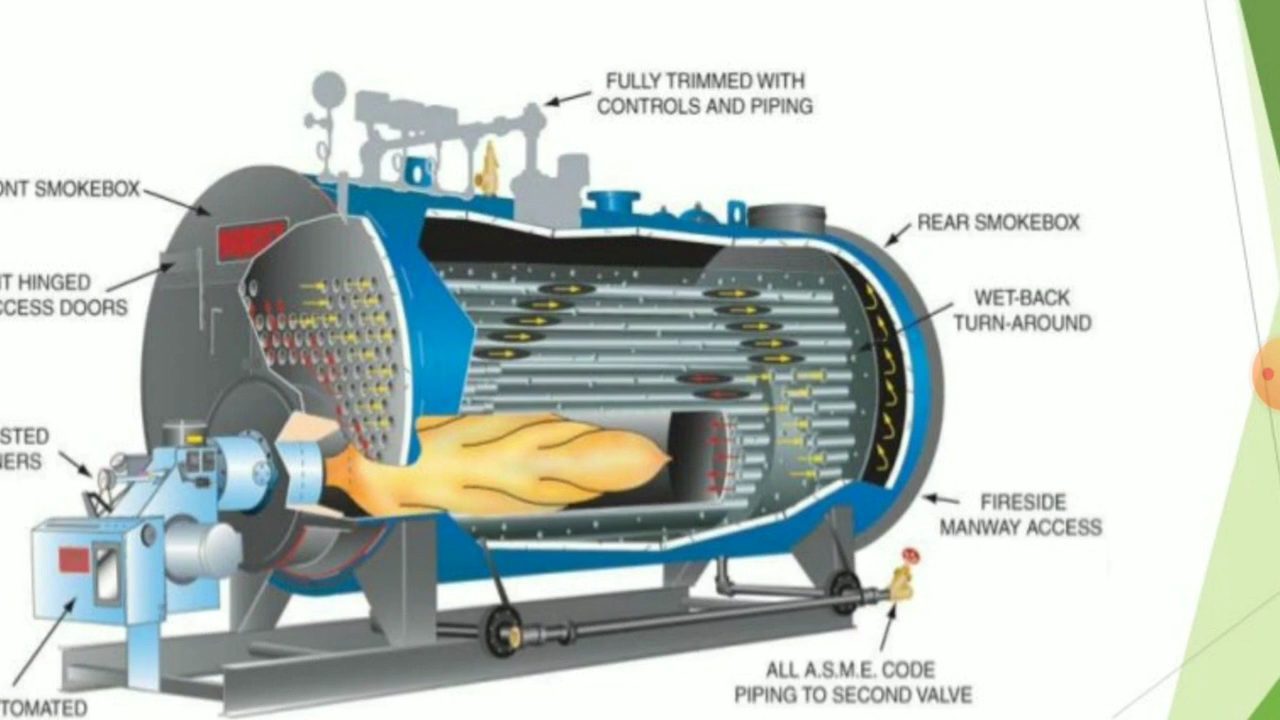 FULLY TRIMMED WITH
CONTROLS AND PIPING
ONT SMOKEBOX
REAR SMOKEBOX
T HINGED
CCESS DOORS
WET-BACK
TURN-AROUND
STED
NERS
FIRESIDE
MANWAY ACCESS
ALL A.S.M.E. CODE
PIPING TO SECOND VALVE
TOMATED